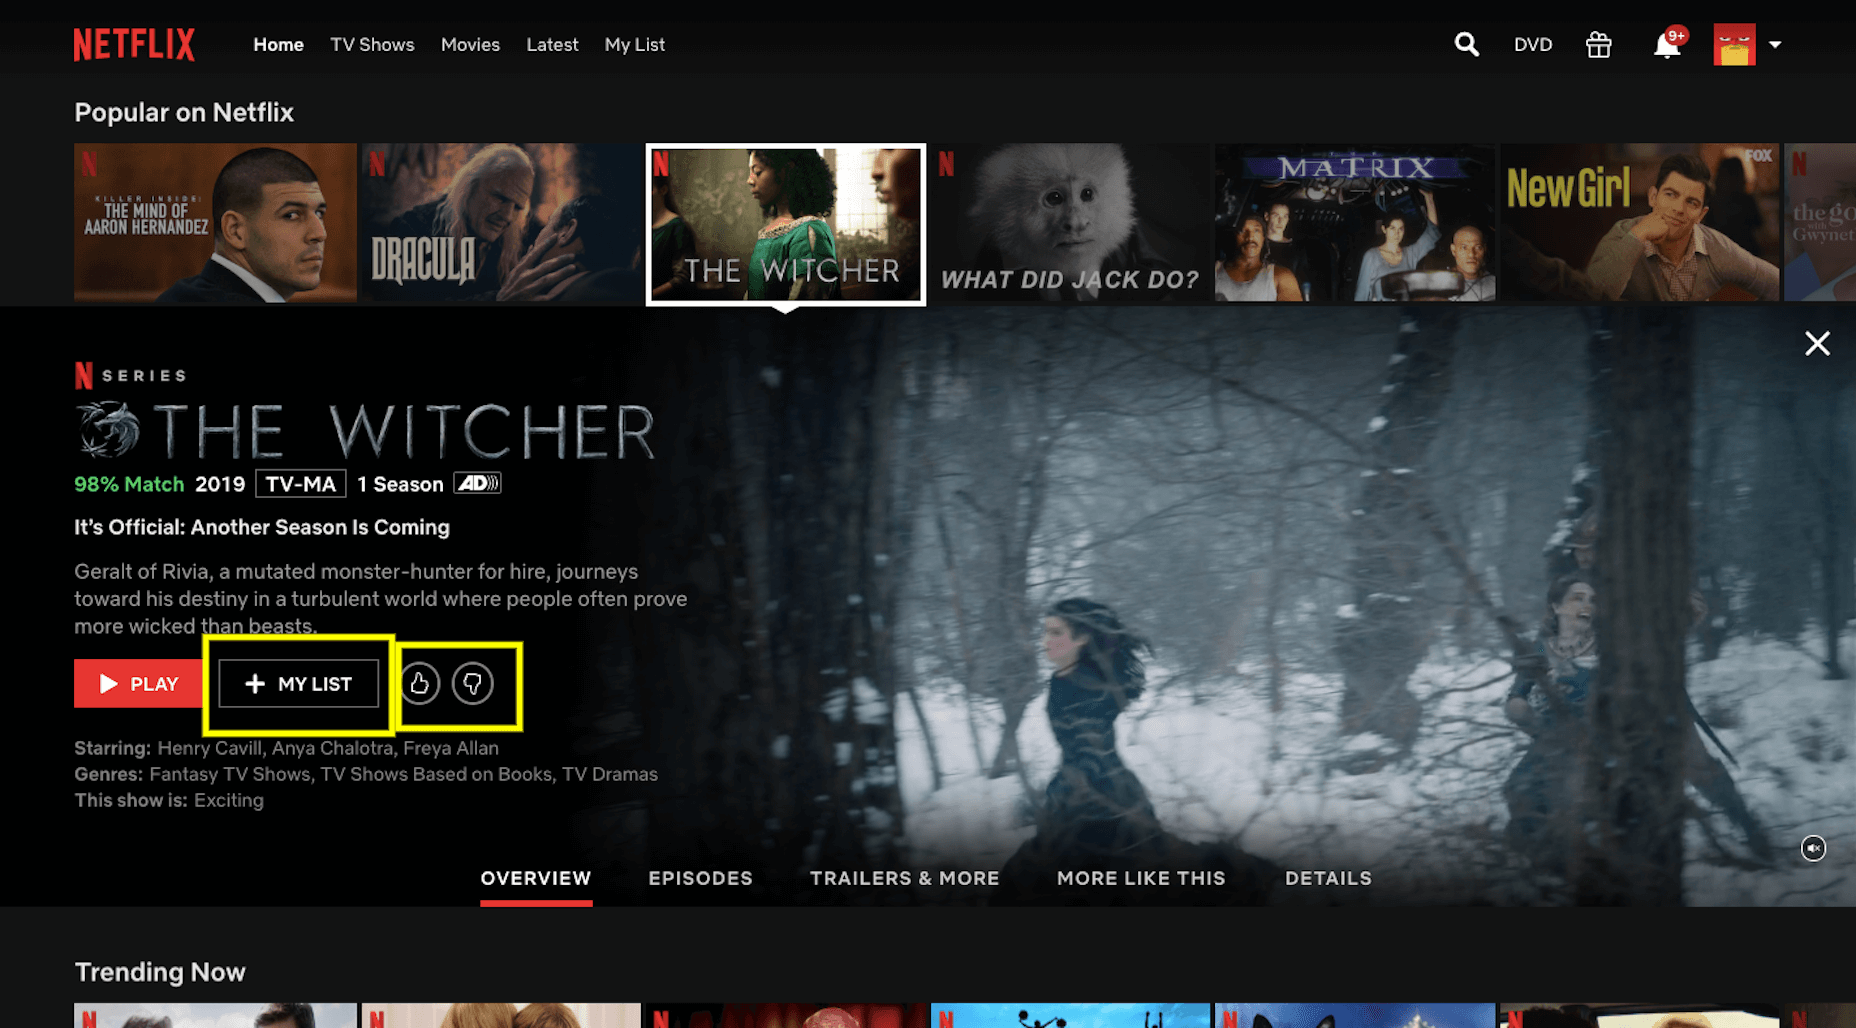 NETFLIX Home TV Shows Movies Latest My List DVD 9+
Popular on Netflix
N KILLER INSIDE:
THE MIND OF
AARON HERNANDEZ
N DRACULA
N THE WITCHER
N WHAT DID JACK DO?
MATRIX
FOX
New Girl
N
N SERIES
THE WITCHER
98% Match 2019 TV-MA 1 Season AD
It’s Official: Another Season Is Coming
Geralt of Rivia, a mutated monster-hunter for hire, journeys
toward his destiny in a turbulent world where people often prove
more wicked than beasts.
PLAY + MY LIST
Starring: Henry Cavill, Anya Chalotra, Freya Allan
Genres: Fantasy TV Shows, TV Shows Based on Books, TV Dramas
This show is: Exciting
OVERVIEW EPISODES TRAILERS & MORE MORE LIKE THIS DETAILS
Trending Now
N N N N N N N